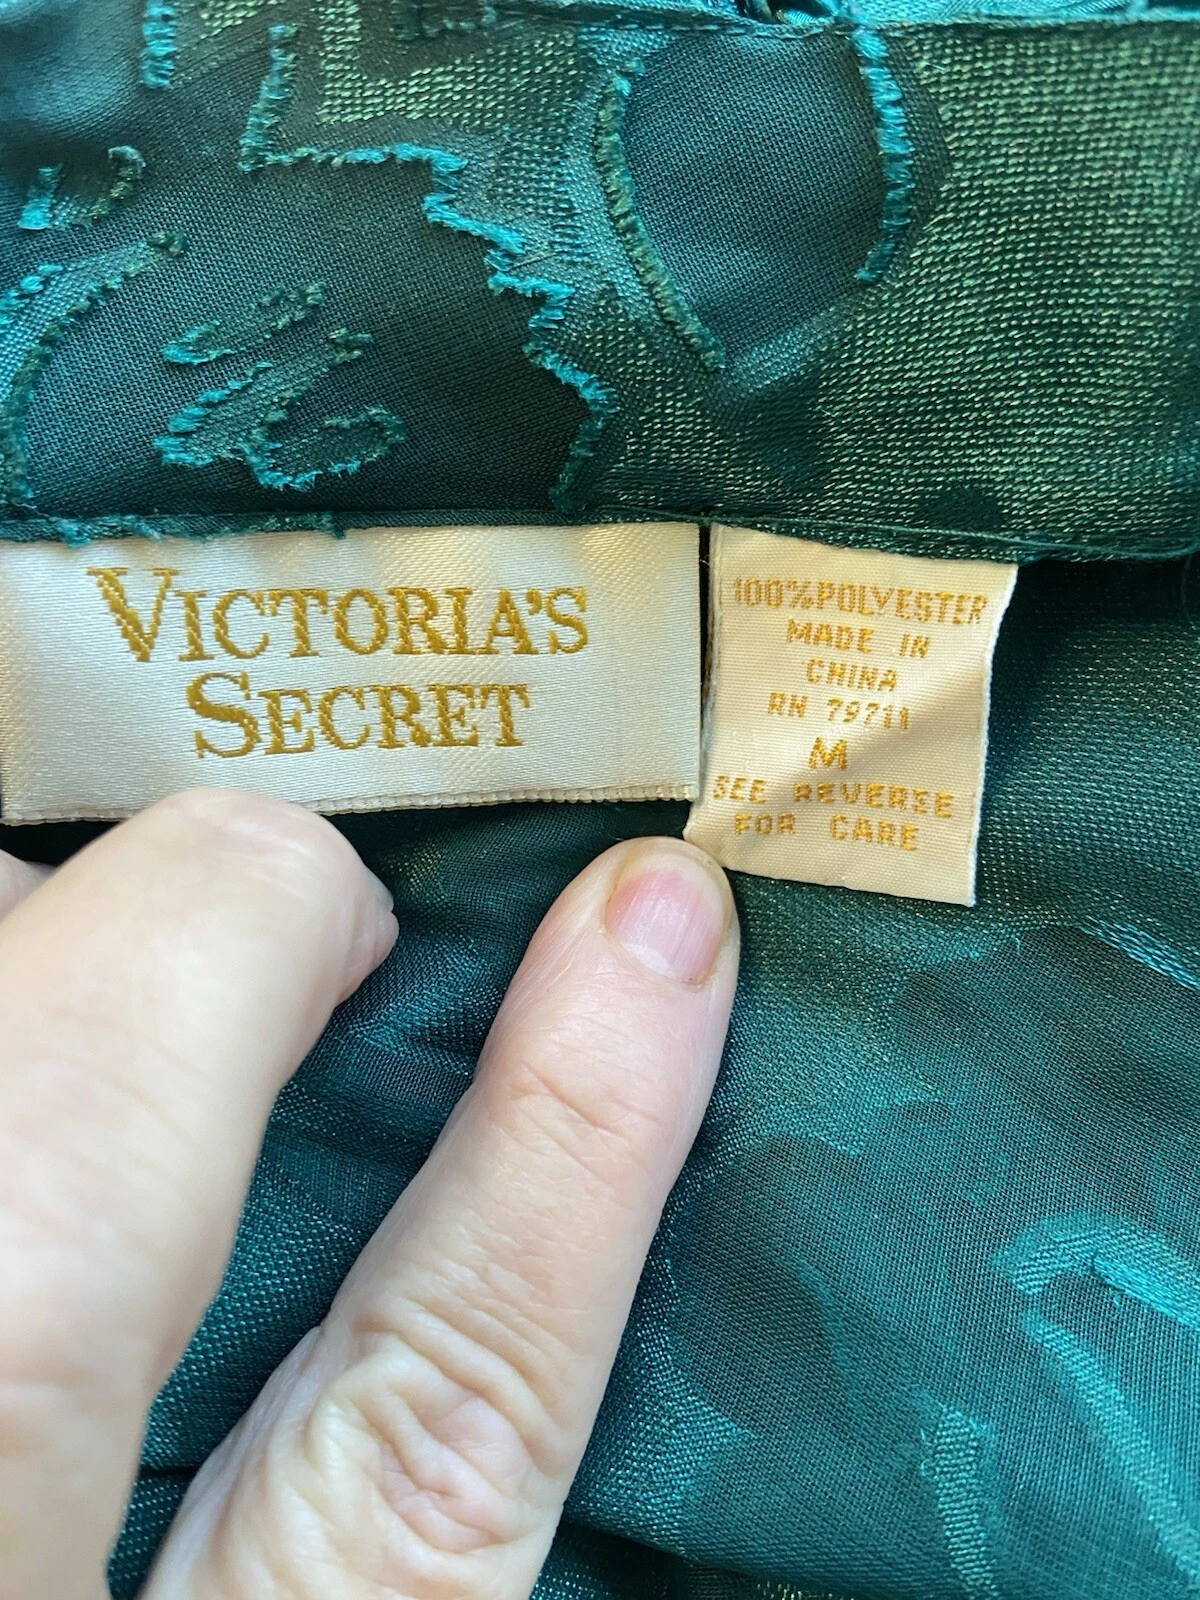 VICTORIA'S
SECRET
100%POLYESTER
MADE IN
CHINA
RN 79711
M
SEE REVERSE
FOR CARE